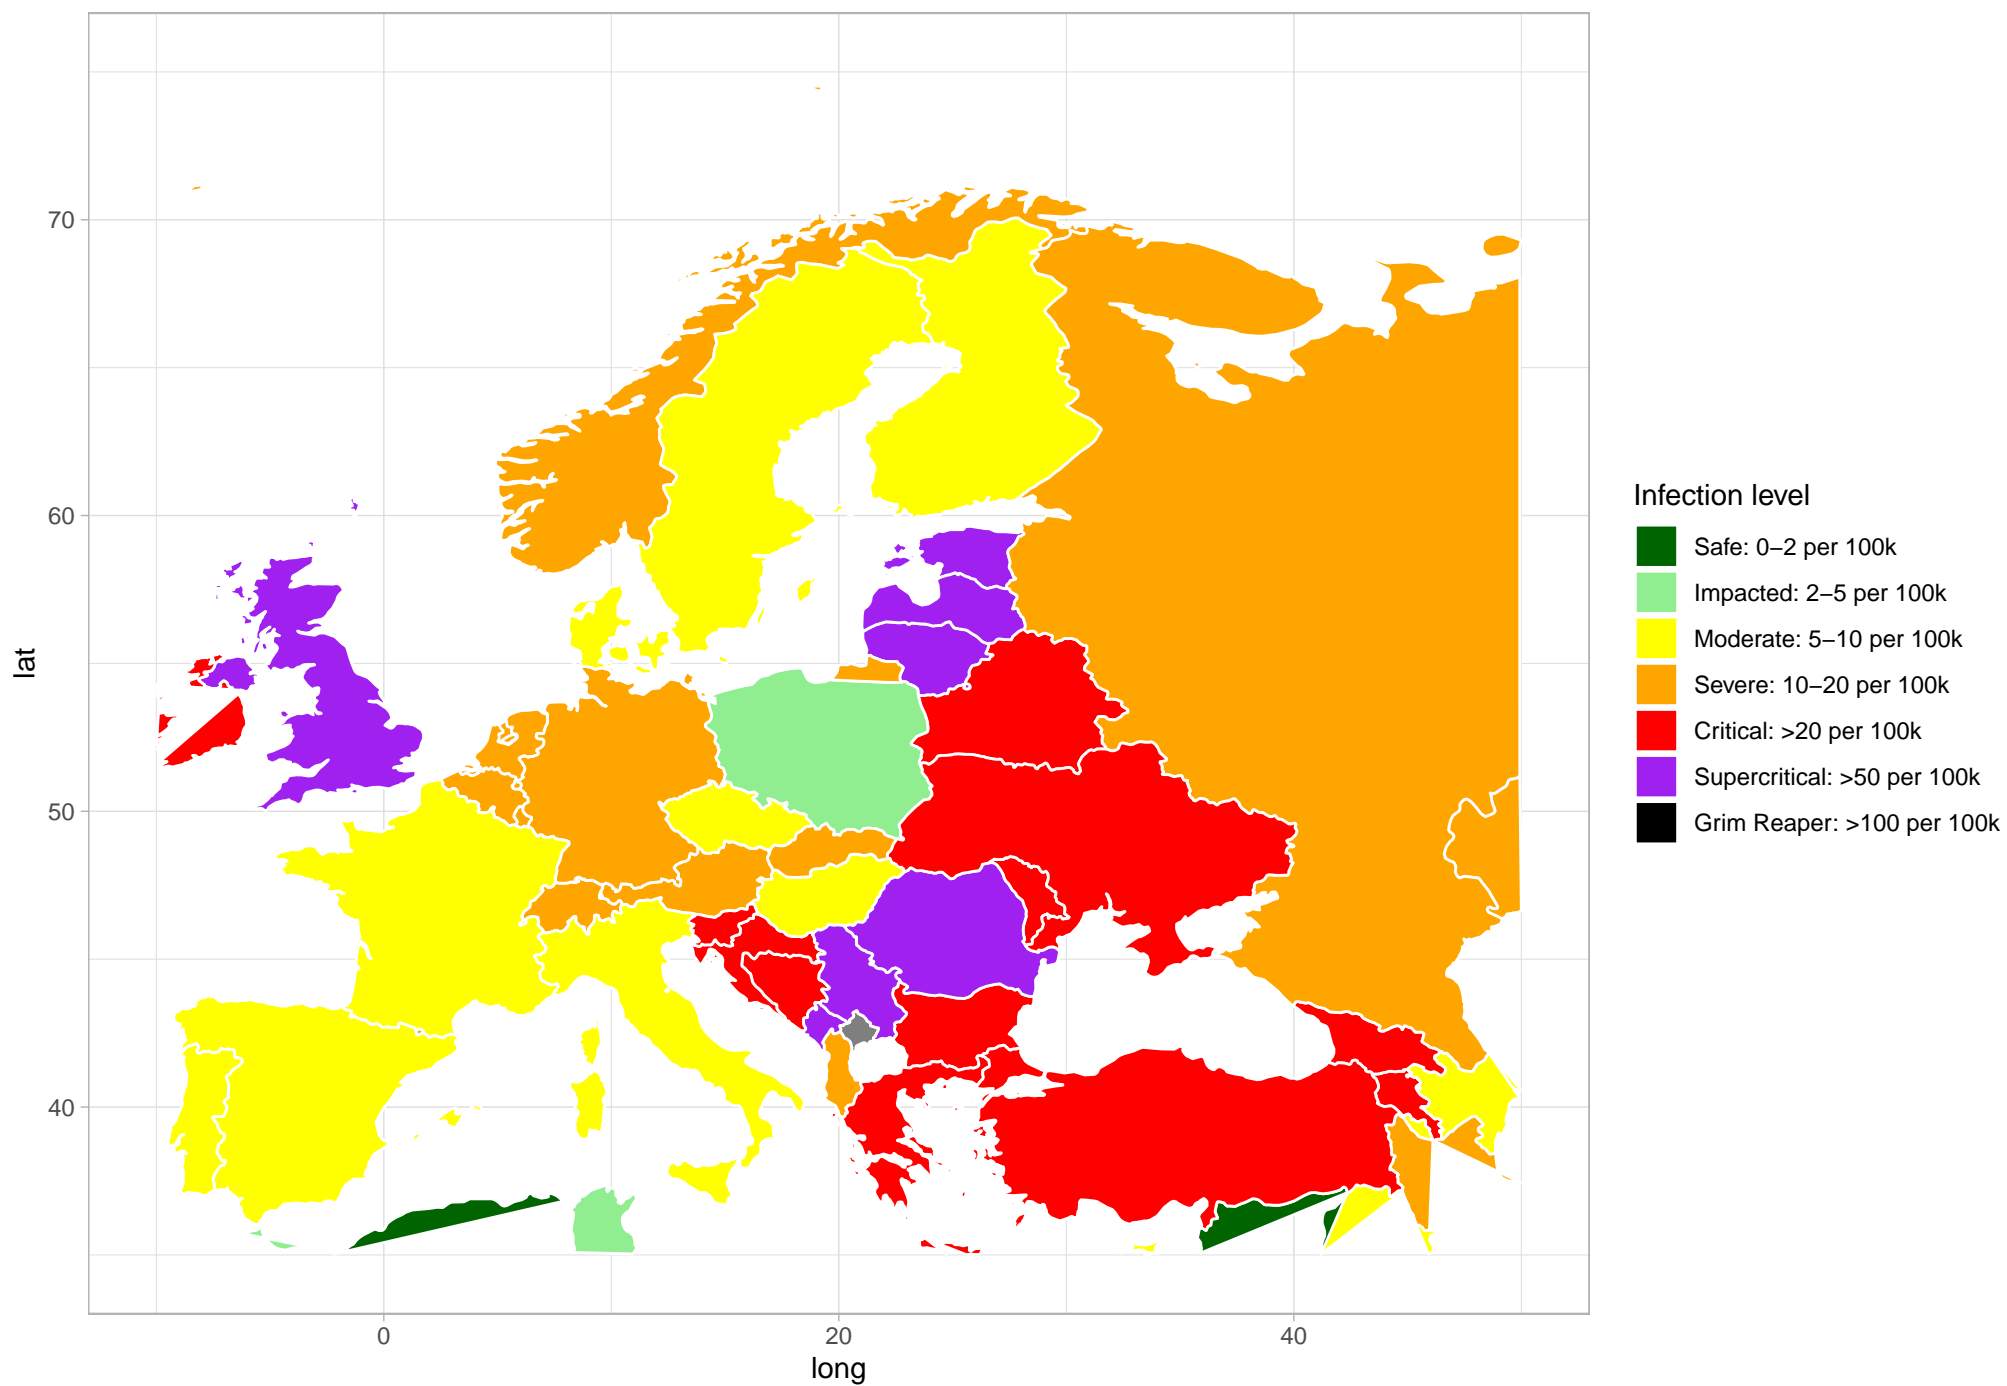 70
60
50
40
lat
0
20
40
long
Infection level
Safe: 0−2 per 100k
Impacted: 2−5 per 100k
Moderate: 5−10 per 100k
Severe: 10−20 per 100k
Critical: >20 per 100k
Supercritical: >50 per 100k
Grim Reaper: >100 per 100k